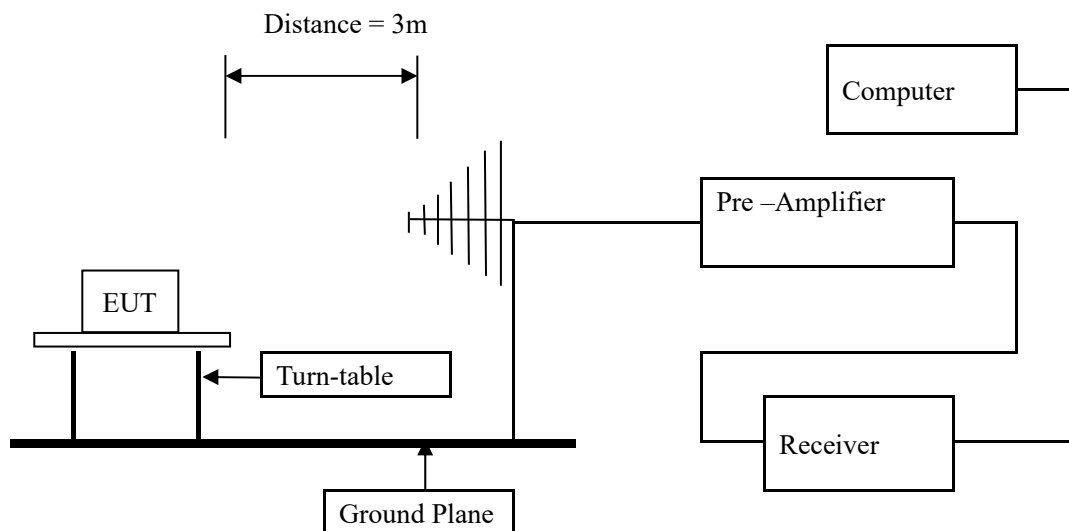 Distance = 3m
Computer
Pre –Amplifier
EUT
Turn-table
Receiver
Ground Plane